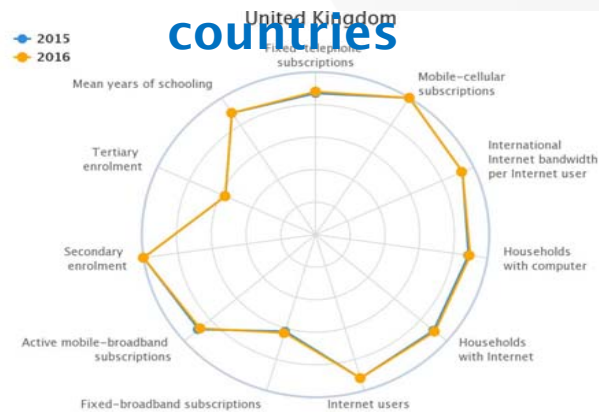 United Kingdom
countries
2015
2016
Fixed-telephone
subscriptions
Mobile-cellular
subscriptions
International
Internet bandwidth
per Internet user
Households
with computer
Households
with Internet
Internet users
Fixed-broadband subscriptions
Active mobile-broadband
subscriptions
Secondary
enrolment
Tertiary
enrolment
Mean years of schooling